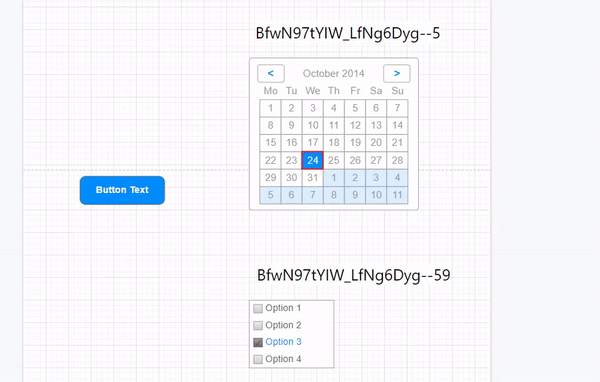 BfwN97tYIW_LfNg6Dyg--5
< October 2014 >
Mo Tu We Th Fr Sa Su
1 2 3 4 5 6 7
8 9 10 11 12 13 14
15 16 17 18 19 20 21
22 23 24 25 26 27 28
29 30 31 1 2 3 4
5 6 7 8 9 10 11
Button Text
BfwN97tYIW_LfNg6Dyg--59
Option 1
Option 2
Option 3
Option 4